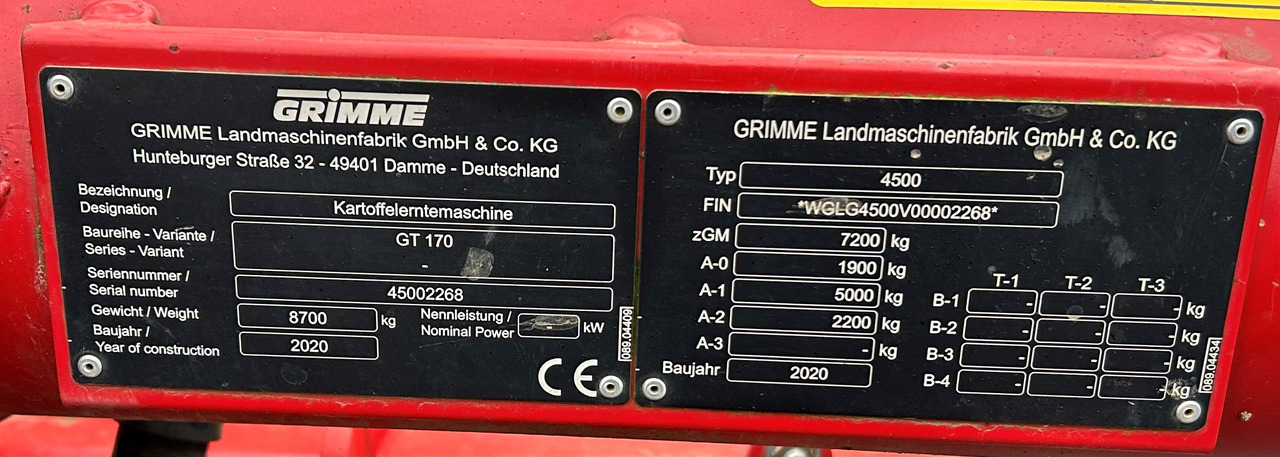 GRIMME
GRIMME Landmaschinenfabrik GmbH & Co. KG
Hunteburger Straße 32 - 49401 Damme - Deutschland
Bezeichnung /
Designation
Kartoffelerntemaschine
Baureihe - Variante /
Series - Variant
GT 170
-
Seriennummer /
Serial number
45002268
Gewicht / Weight 8700 kg
Nennleistung /
Nominal Power - kW
Baujahr /
Year of construction
2020
CE
089.04409
GRIMME Landmaschinenfabrik GmbH & Co. KG
Typ 4500
FIN *WGLG4500V00002268*
zGM 7200 kg
A-0 1900 kg
A-1 5000 kg
A-2 2200 kg
A-3 - kg
Baujahr 2020
T-1 T-2 T-3
B-1 - - - kg
B-2 - - - kg
B-3 - - - kg
B-4 - - - kg
089.04434